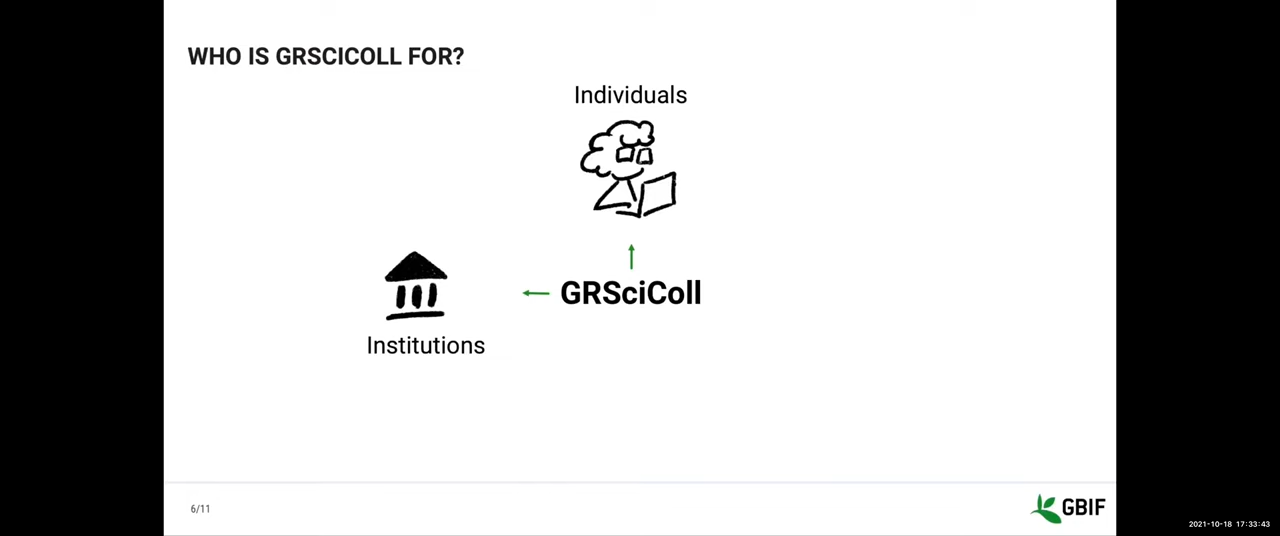 WHO IS GRSCICOLL FOR?
Individuals
GRSciColl
Institutions
6/11
GBIF
2021-10-18 17:33:43